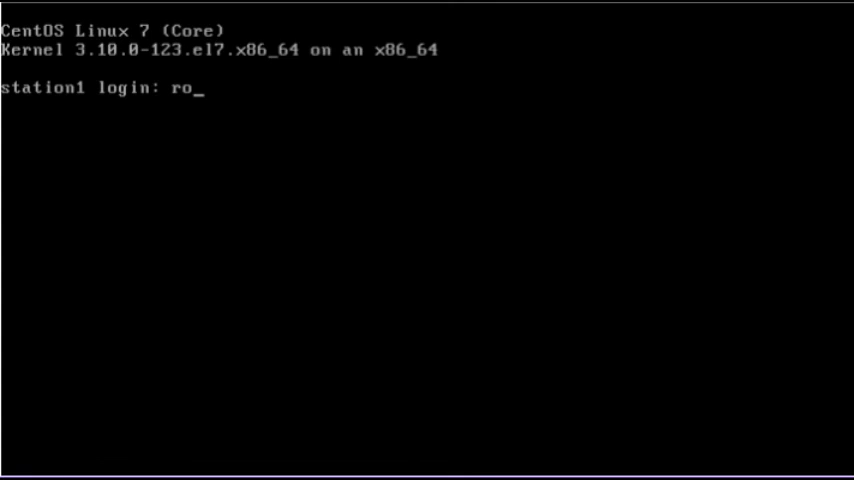 CentOS Linux 7 (Core)
Kernel 3.10.0-123.el7.x86_64 on an x86_64
station1 login: ro_